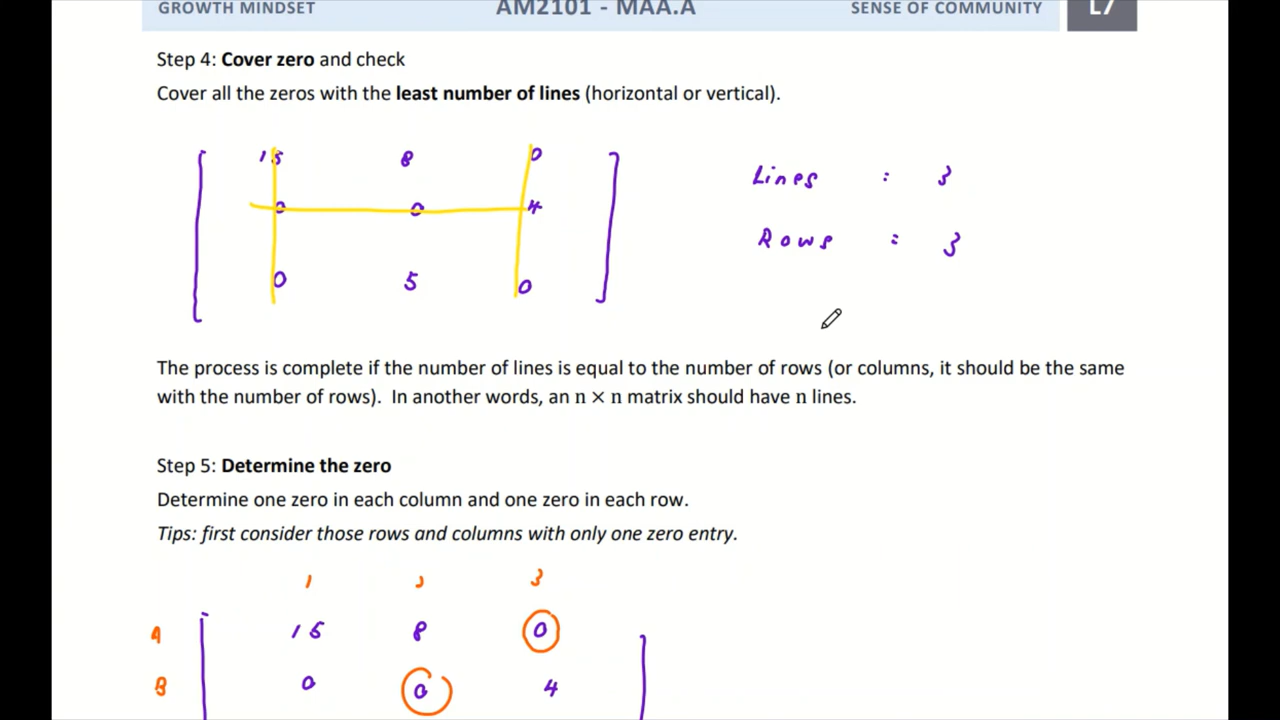 GROWTH MINDSET AM2101 - MAA.A SENSE OF COMMUNITY L7
Step 4: Cover zero and check
Cover all the zeros with the least number of lines (horizontal or vertical).
15 8 0
Lines : 3
0 0 4
Rows : 3
0 5 0
The process is complete if the number of lines is equal to the number of rows (or columns, it should be the same
with the number of rows). In another words, an n × n matrix should have n lines.
Step 5: Determine the zero
Determine one zero in each column and one zero in each row.
Tips: first consider those rows and columns with only one zero entry.
1 2 3
A 15 8 0
B 0 0 4